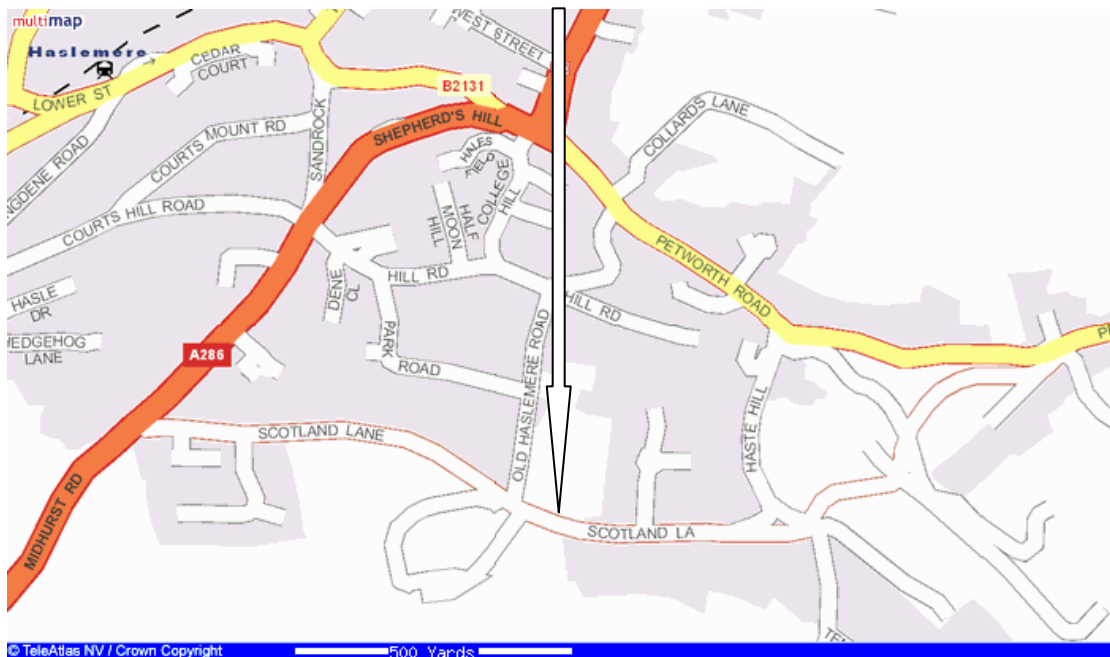 multimap
Haslemere
WEST STREET
CEDAR
COURT
B2131
LOWER ST
COURTS MOUNT RD
SANDROCK
SHEPHERD'S HILL
HALES
FIELD
COLLARDS LANE
NGDENE ROAD
COURTS HILL ROAD
COLLEGE
HILL
HALF
MOON
HILL
PETWORTH ROAD
HASLE
DR
DENE
CL
HILL RD
HILL RD
HEDGEHOG
LANE
A286
PARK
ROAD
OLD HASLEMERE ROAD
HASTE HILL
PE
SCOTLAND LANE
SCOTLAND LA
MIDHURST RD
TEN
© TeleAtlas NV / Crown Copyright
500 Yards